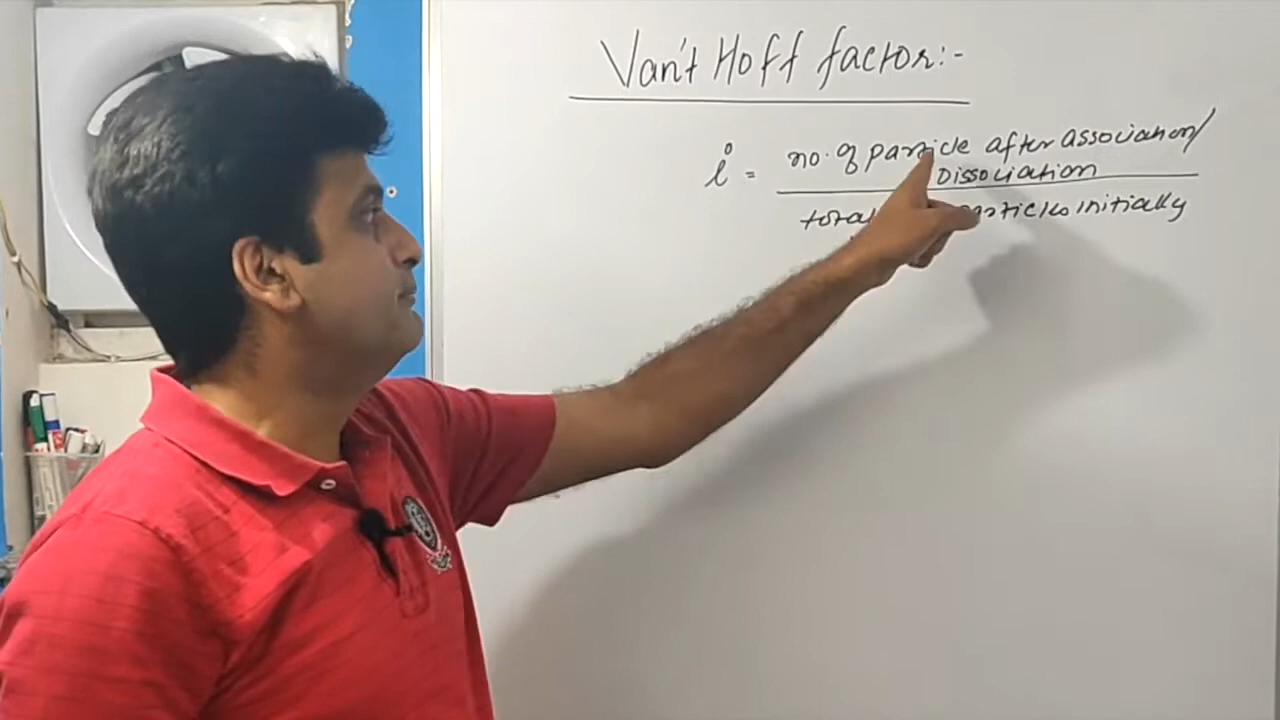 Van't Hoff factor:-
i = no. of particle after association/
Dissociation
total particles initially